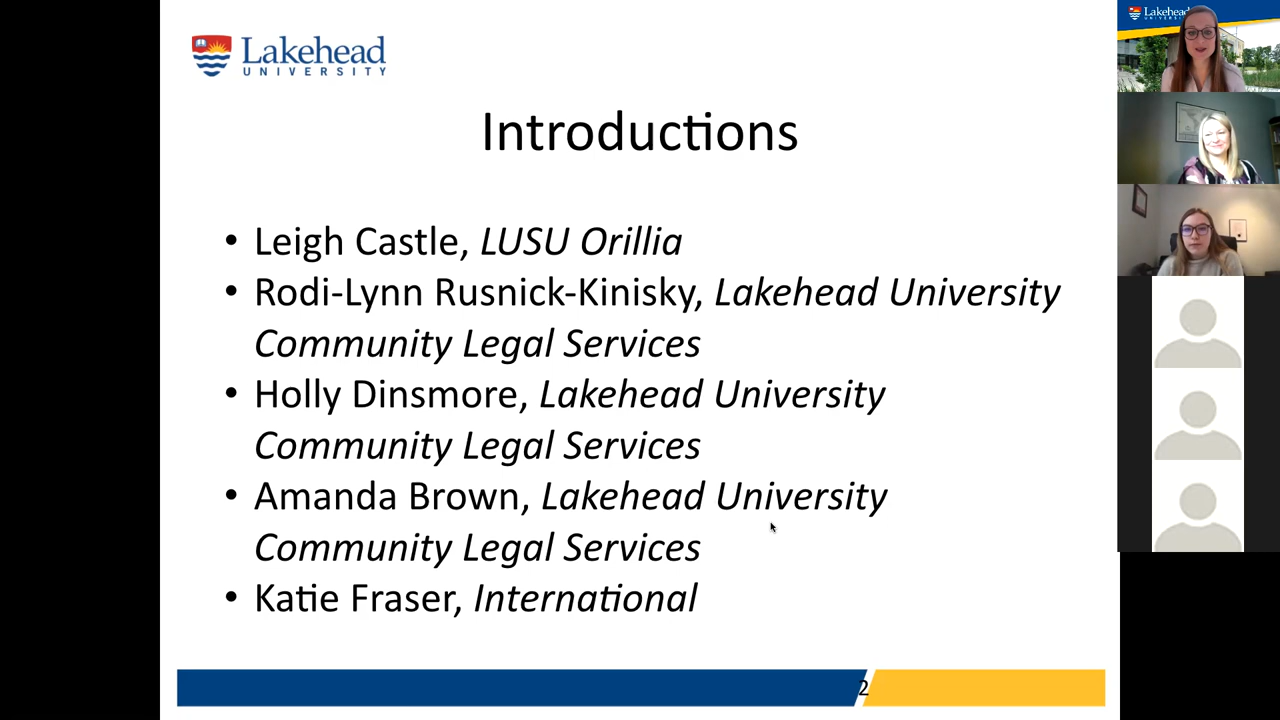 Lakehead
UNIVERSITY
Introductions
• Leigh Castle, LUSU Orillia
• Rodi-Lynn Rusnick-Kinisky, Lakehead University
Community Legal Services
• Holly Dinsmore, Lakehead University
Community Legal Services
• Amanda Brown, Lakehead University
Community Legal Services
• Katie Fraser, International
2
Lakehead